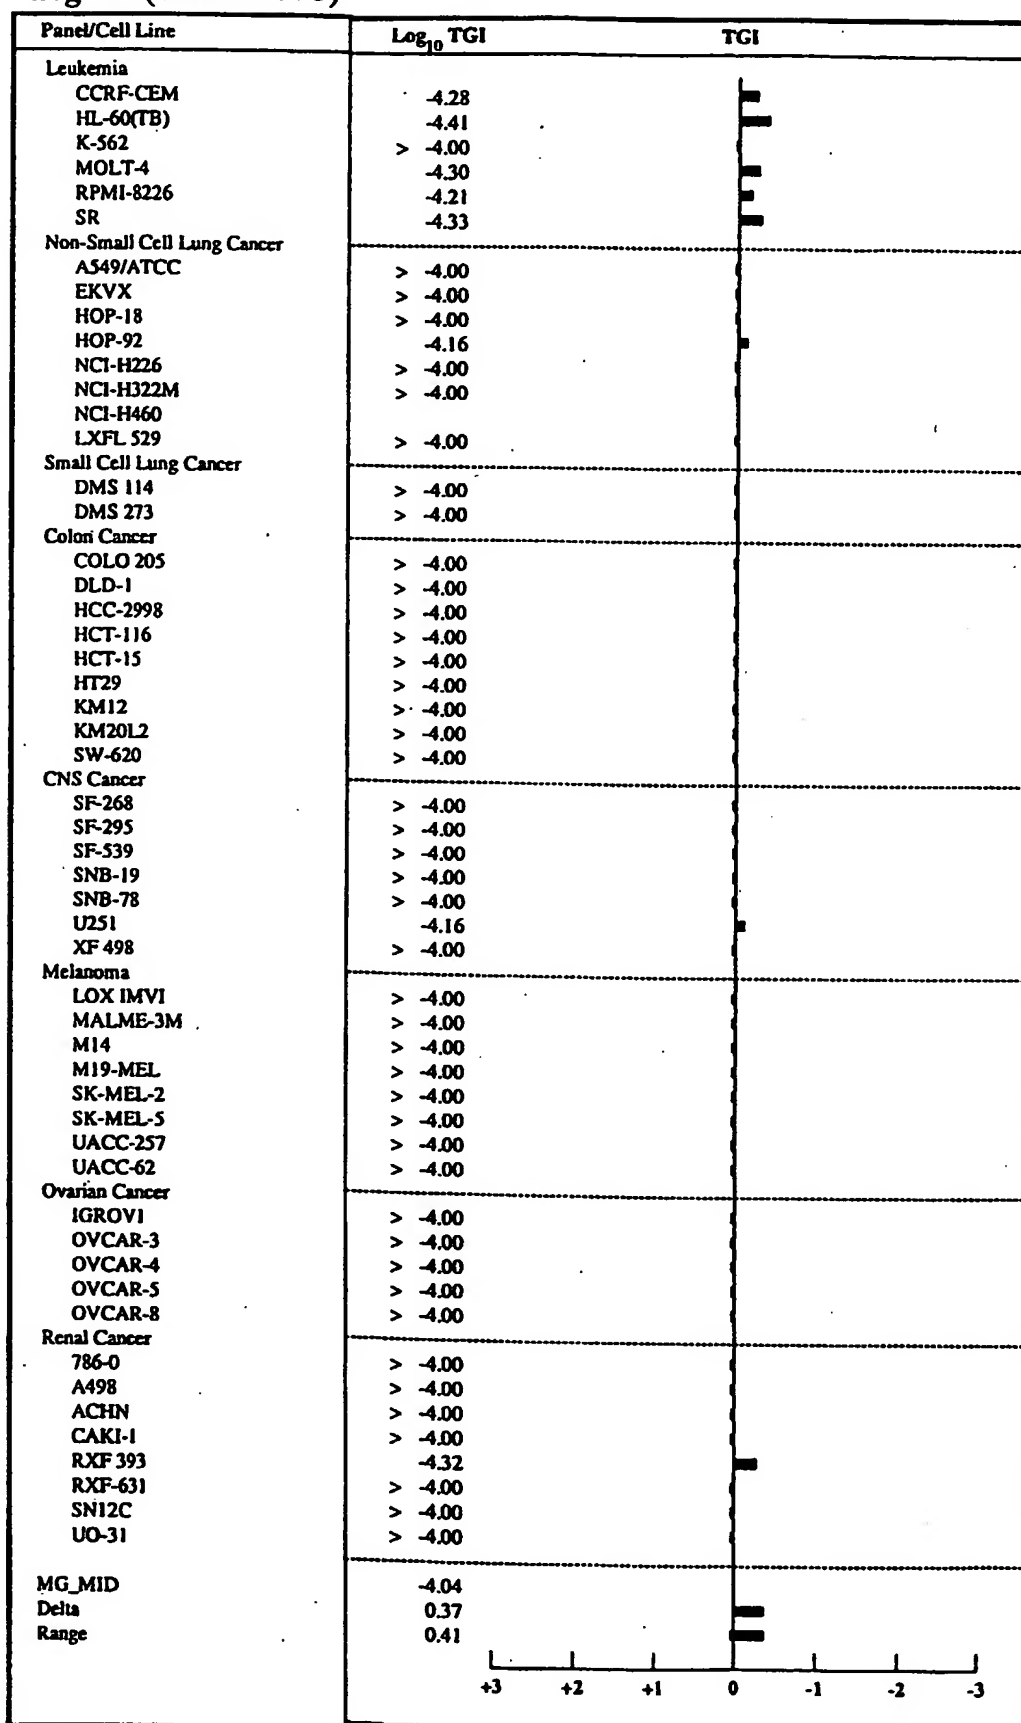 Panel/Cell Line Log10 TGI TGI
Leukemia
CCRF-CEM -4.28
HL-60(TB) -4.41
K-562 > -4.00
MOLT-4 -4.30
RPMI-8226 -4.21
SR -4.33
Non-Small Cell Lung Cancer
A549/ATCC > -4.00
EKVX > -4.00
HOP-18 > -4.00
HOP-92 -4.16
NCI-H226 > -4.00
NCI-H322M > -4.00
NCI-H460
LXFL 529 > -4.00
Small Cell Lung Cancer
DMS 114 > -4.00
DMS 273 > -4.00
Colon Cancer
COLO 205 > -4.00
DLD-1 > -4.00
HCC-2998 > -4.00
HCT-116 > -4.00
HCT-15 > -4.00
HT29 > -4.00
KM12 > -4.00
KM20L2 > -4.00
SW-620 > -4.00
CNS Cancer
SF-268 > -4.00
SF-295 > -4.00
SF-539 > -4.00
SNB-19 > -4.00
SNB-78 > -4.00
U251 -4.16
XF 498 > -4.00
Melanoma
LOX IMVI > -4.00
MALME-3M > -4.00
M14 > -4.00
M19-MEL > -4.00
SK-MEL-2 > -4.00
SK-MEL-5 > -4.00
UACC-257 > -4.00
UACC-62 > -4.00
Ovarian Cancer
IGROV1 > -4.00
OVCAR-3 > -4.00
OVCAR-4 > -4.00
OVCAR-5 > -4.00
OVCAR-8 > -4.00
Renal Cancer
786-0 > -4.00
A498 > -4.00
ACHN > -4.00
CAKI-1 > -4.00
RXF 393 -4.32
RXF-631 > -4.00
SN12C > -4.00
UO-31 > -4.00
MG_MID -4.04
Delta 0.37
Range 0.41
+3 +2 +1 0 -1 -2 -3